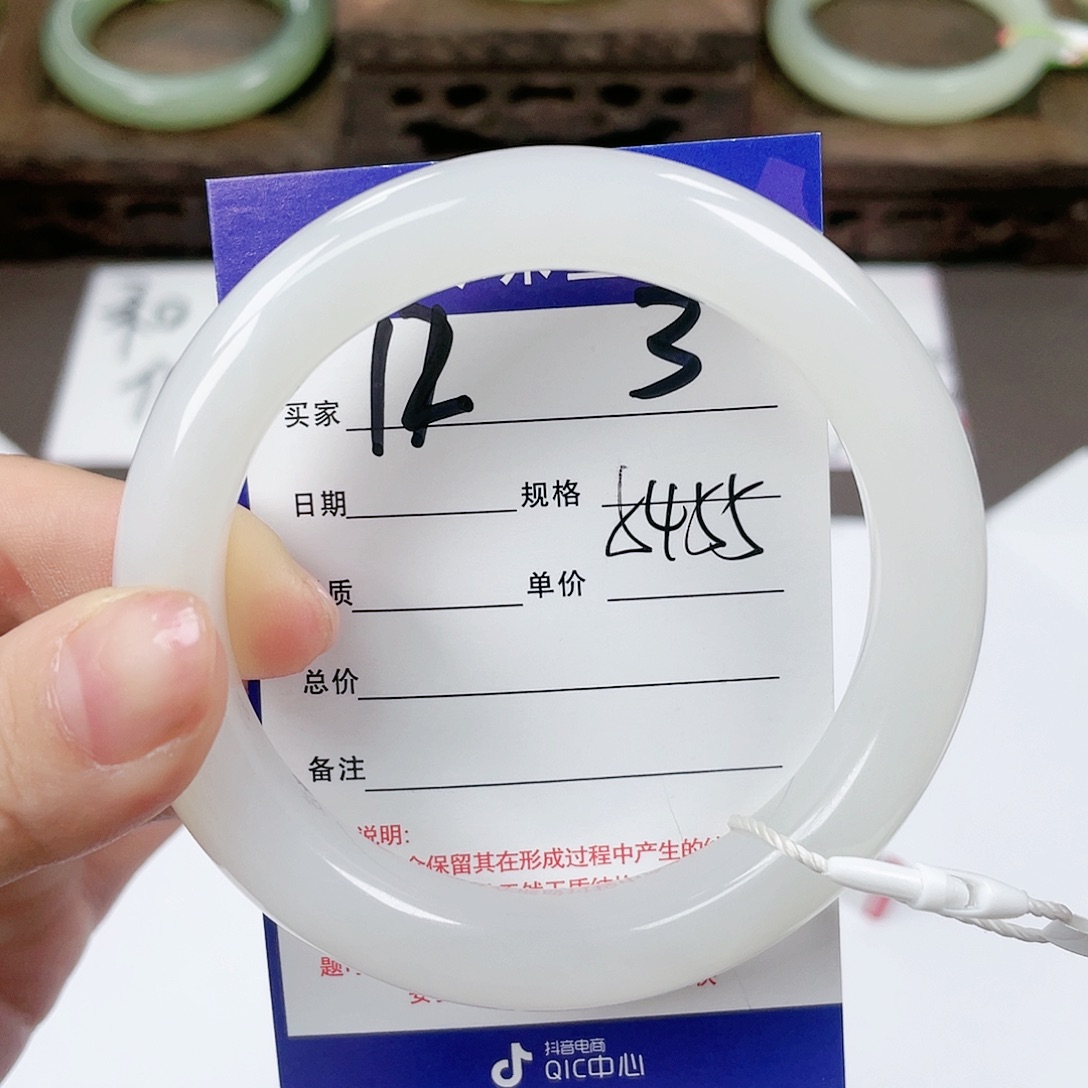 买家 12 3
日期 规格 8455
质 单价
总价
备注
说明:
保留其在形成过程中产生的
题
抖音电商
QIC中心